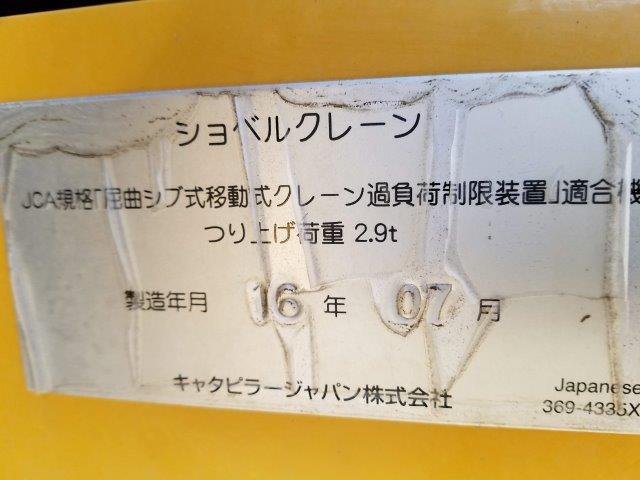 ショベルクレーン
JCA規格「屈曲ジブ式移動式クレーン過負荷制限装置」適合機
つり上げ荷重 2.9t
製造年月 16 年 07 月
キャタピラージャパン株式会社
Japanese
369-4335X